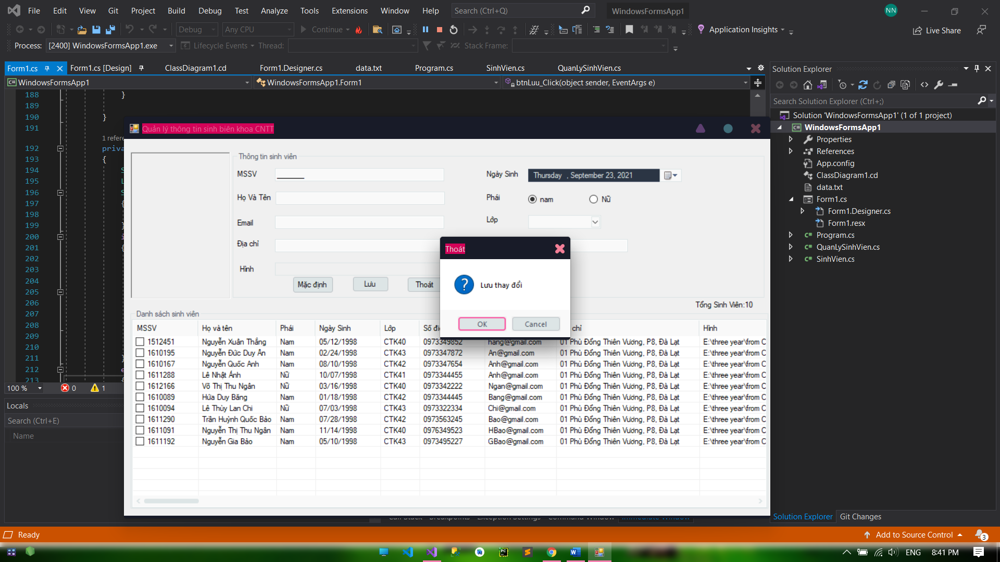 File Edit View Git Project Build Debug Test Analyze Tools Extensions Window Help Search (Ctrl+Q) WindowsFormsApp1 NN
Debug Any CPU Continue Application Insights Live Share
Process: [2400] WindowsFormsApp1.exe Lifecycle Events Thread: Stack Frame:
Form1.cs Form1.cs [Design] ClassDiagram1.cd Form1.Designer.cs data.txt Program.cs SinhVien.cs QuanLySinhVien.cs
WindowsFormsApp1 WindowsFormsApp1.Form1 btnLuu_Click(object sender, EventArgs e)
188 }
189
190 }
191
1 refere
192 priva
193 {
194 S
195 L
196 S
197 {
198
199 }
200 i
201 {
202
203
204
205
206
207
208
209
210
211 }
212 e
213 {
100 % 0 1
Locals
Search (Ctrl+E)
Name
Quản lý thông tin sinh biên khoa CNTT
Thông tin sinh viên
MSSV Ngày Sinh Thursday , September 23, 2021
Họ Và Tên Phái nam Nữ
Email Lớp
Địa chỉ
Hình
Mặc định Lưu Thoát
Thoát
Lưu thay đổi
OK Cancel
Tổng Sinh Viên:10
Danh sách sinh viên
MSSV Họ và tên Phái Ngày Sinh Lớp Số đi chỉ Hình
1512451 Nguyễn Xuân Thắng Nam 05/12/1998 CTK40 0973349852 hang@gmail.com 01 Phù Đổng Thiên Vương, P8, Đà Lạt E:\three year\from C
1610195 Nguyễn Đức Duy Ân Nam 02/24/1998 CTK43 0973347872 An@gmail.com 01 Phù Đổng Thiên Vương, P8, Đà Lạt E:\three year\from C
1610167 Nguyễn Quốc Anh Nam 08/10/1998 CTK42 0973347654 Anh@gmail.com 01 Phù Đổng Thiên Vương, P8, Đà Lạt E:\three year\from C
1611288 Lê Nhật Ánh Nữ 10/07/1998 CTK41 0973344455 Anh@gmail.com 01 Phù Đổng Thiên Vương, P8, Đà Lạt E:\three year\from C
1612166 Võ Thị Thu Ngân Nữ 03/16/1998 CTK40 0973342222 Ngan@gmail.com 01 Phù Đổng Thiên Vương, P8, Đà Lạt E:\three year\from C
1610089 Hứa Duy Băng Nam 01/18/1998 CTK42 0973344445 Bang@gmail.com 01 Phù Đổng Thiên Vương, P8, Đà Lạt E:\three year\from C
1610094 Lê Thùy Lan Chi Nữ 07/03/1998 CTK43 0973322334 Chi@gmail.com 01 Phù Đổng Thiên Vương, P8, Đà Lạt E:\three year\from C
1611290 Trần Huỳnh Quốc Bảo Nam 07/28/1998 CTK42 0973563245 Bao@gmail.com 01 Phù Đổng Thiên Vương, P8, Đà Lạt E:\three year\from C
1611091 Nguyễn Thị Thu Ngân Nam 11/14/1998 CTK40 0976349523 HBao@gmail.com 01 Phù Đổng Thiên Vương, P8, Đà Lạt E:\three year\from C
1611192 Nguyễn Gia Bảo Nam 05/10/1998 CTK43 0973495227 GBao@gmail.com 01 Phù Đổng Thiên Vương, P8, Đà Lạt E:\three year\from C
Call Stack Breakpoints Exception Settings Command Window Immediate Window
Solution Explorer
Search Solution Explorer (Ctrl+;)
Solution 'WindowsFormsApp1' (1 of 1 project)
WindowsFormsApp1
Properties
References
App.config
ClassDiagram1.cd
data.txt
Form1.cs
Form1.Designer.cs
Form1.resx
Program.cs
QuanLySinhVien.cs
SinhVien.cs
Solution Explorer Git Changes
Ready Add to Source Control 3
ENG 8:41 PM